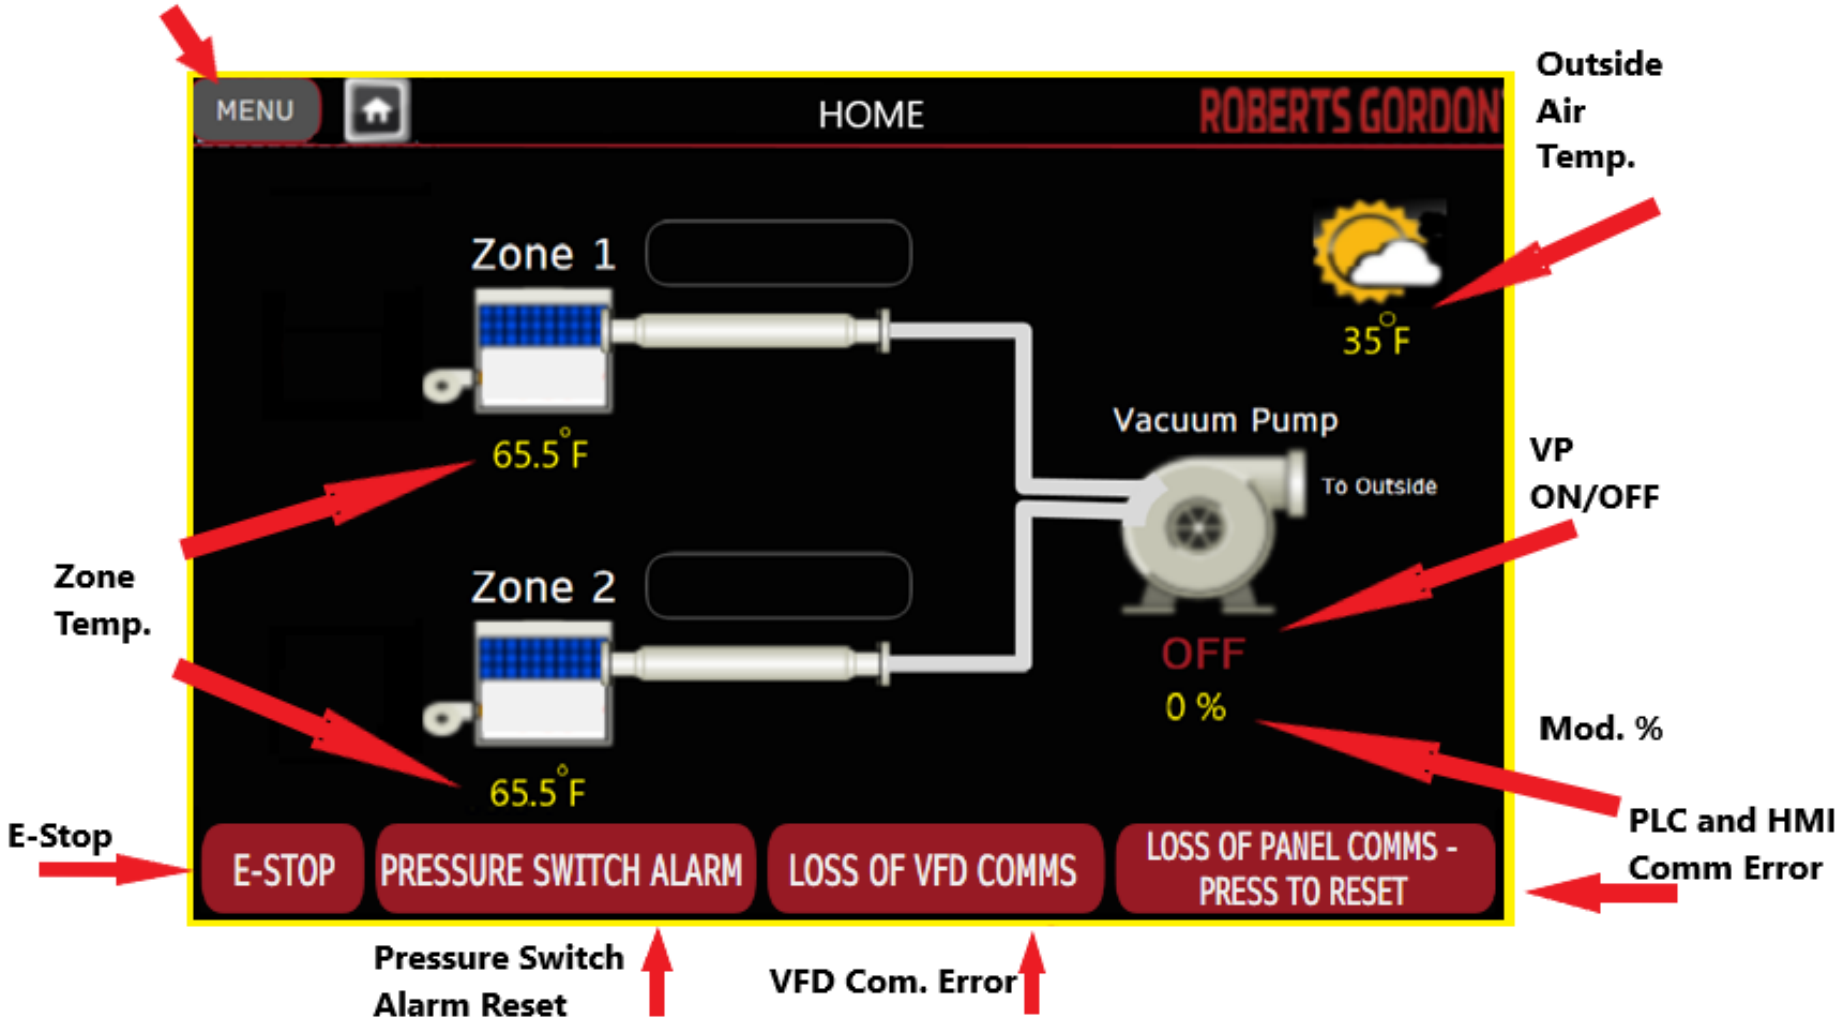 MENU
HOME
ROBERTS GORDON
Outside
Air
Temp.
Zone 1
35°F
65.5°F
Vacuum Pump
To Outside
VP
ON/OFF
Zone
Temp.
Zone 2
OFF
0 %
Mod. %
65.5°F
E-Stop
E-STOP
PRESSURE SWITCH ALARM
LOSS OF VFD COMMS
LOSS OF PANEL COMMS -
PRESS TO RESET
PLC and HMI
Comm Error
Pressure Switch
Alarm Reset
VFD Com. Error